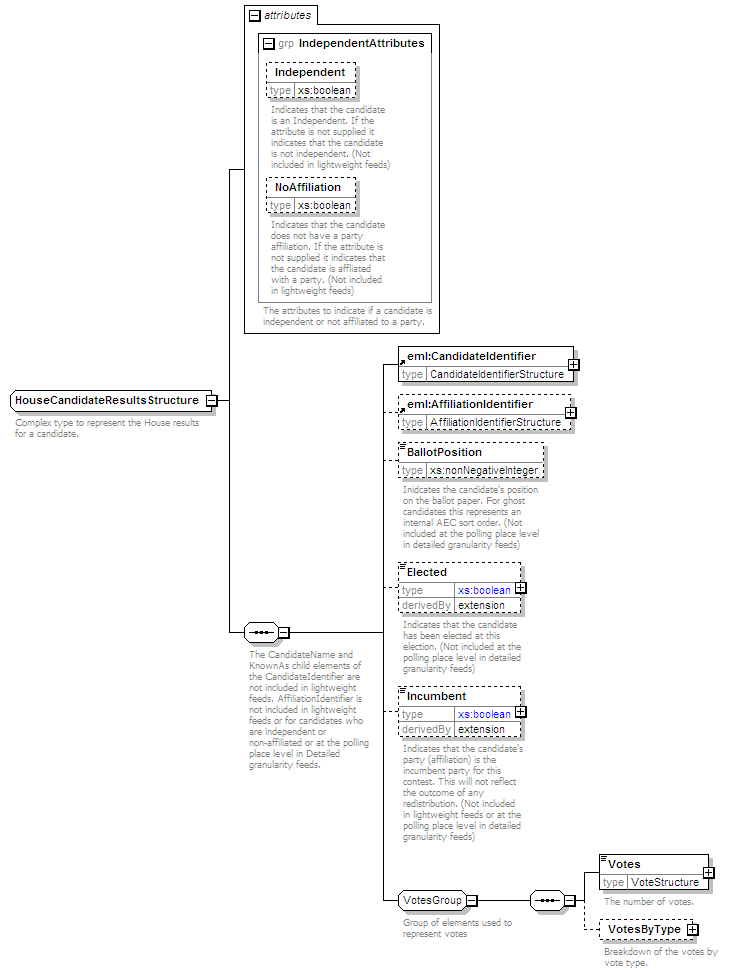 attributes
grp IndependentAttributes
Independent
type xs:boolean
Indicates that the candidate
is an Independent. If the
attribute is not supplied it
indicates that the candidate
is not independent. (Not
included in lightweight feeds)
NoAffiliation
type xs:boolean
Indicates that the candidate
does not have a party
affiliation. If the attribute is
not supplied it indicates that
the candidate is affliated
with a party. (Not included
in lightweight feeds)
The attributes to indicate if a candidate is
independent or not affiliated to a party.
HouseCandidateResultsStructure
Complex type to represent the House results
for a candidate.
The CandidateName and
KnownAs child elements of
the CandidateIdentifier are
not included in lightweight
feeds. AffiliationIdentifier is
not included in lightweight
feeds or for candidates who
are independent or
non-affiliated or at the polling
place level in Detailed
granularity feeds.
eml:CandidateIdentifier
type CandidateIdentifierStructure
eml:AffiliationIdentifier
type AffiliationIdentifierStructure
BallotPosition
type xs:nonNegativeInteger
Inidcates the candidate's position
on the ballot paper. For ghost
candidates this represents an
internal AEC sort order. (Not
included at the polling place level
in detailed granularity feeds)
Elected
type xs:boolean
derivedBy extension
Indicates that the candidate
has been elected at this
election. (Not included at the
polling place level in detailed
granularity feeds)
Incumbent
type xs:boolean
derivedBy extension
Indicates that the candidate's
party (affiliation) is the
incumbent party for this
contest. This will not reflect
the outcome of any
redistribution. (Not included
in lightweight feeds or at the
polling place level in detailed
granularity feeds)
VotesGroup
Group of elements used to
represent votes
Votes
type VoteStructure
The number of votes.
VotesByType
Breakdown of the votes by
vote type.